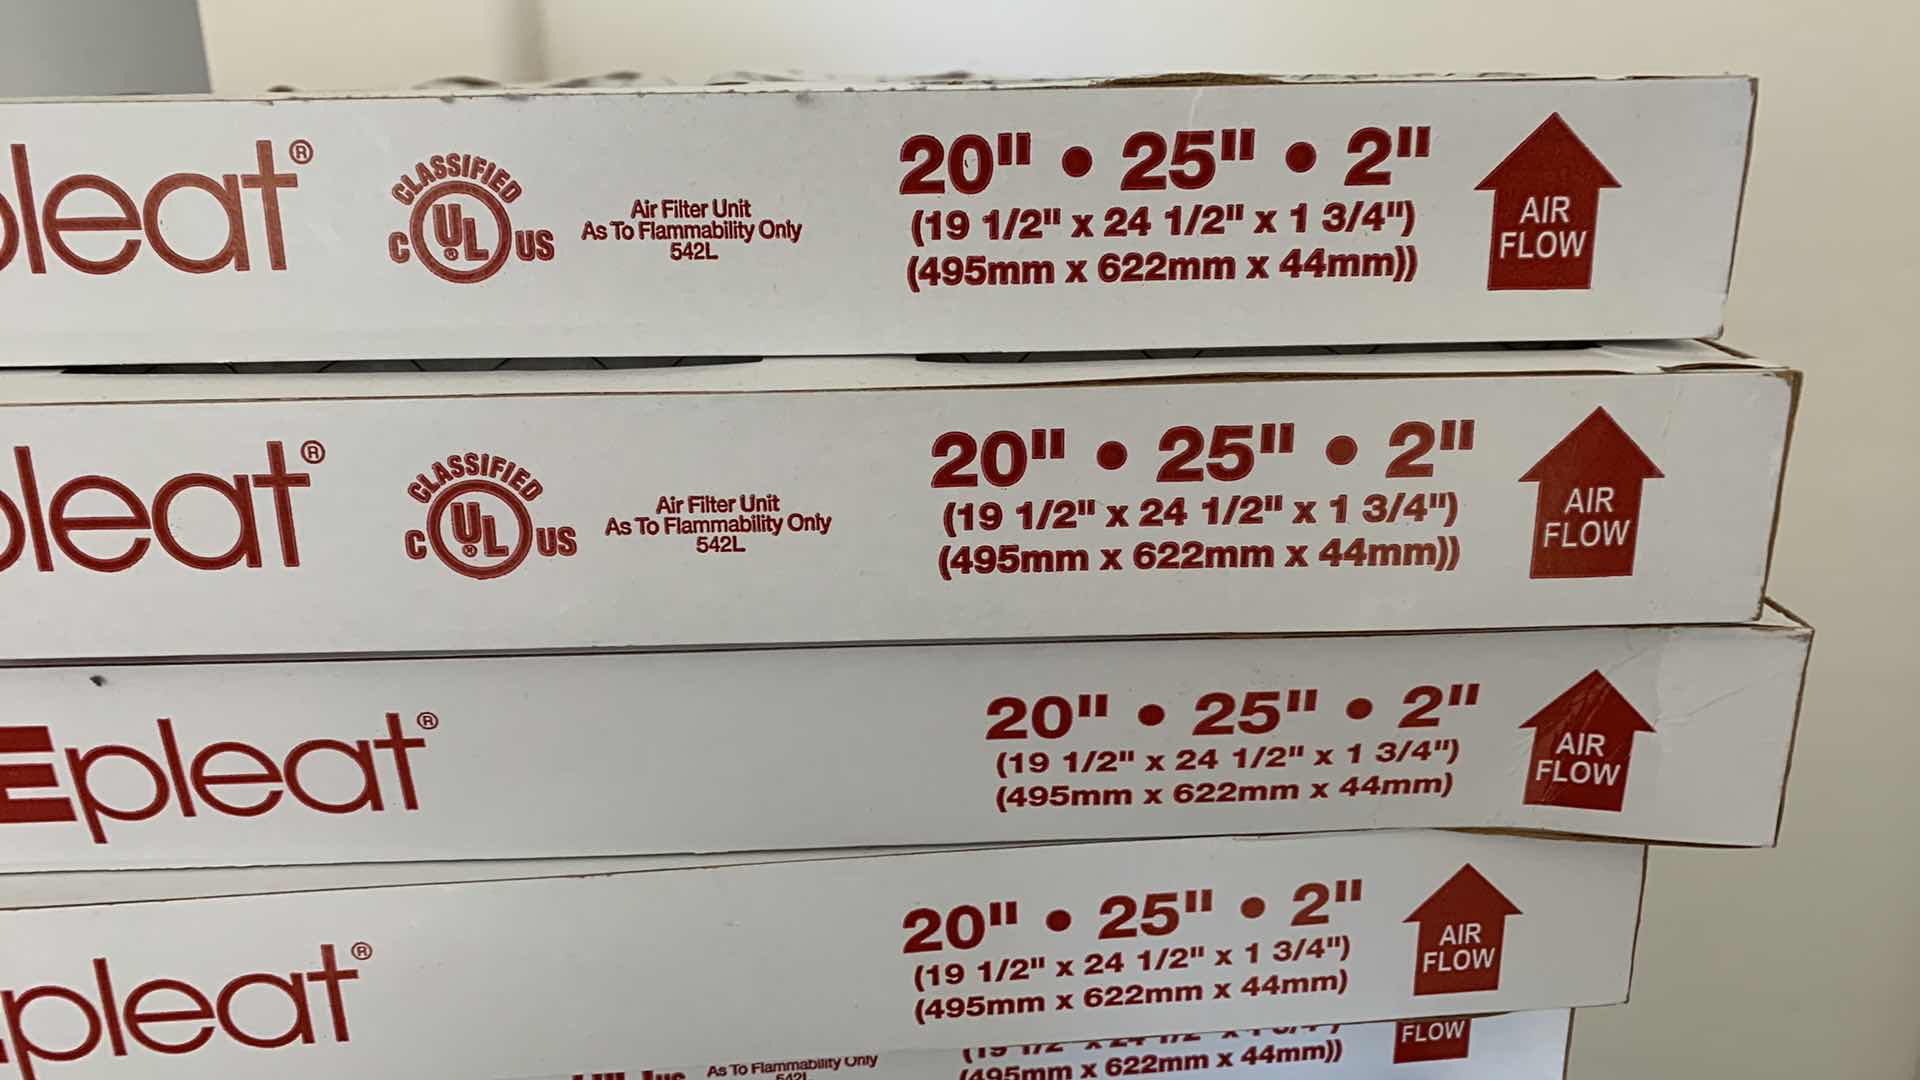 pleat®
CLASSIFIED
C UL® US
Air Filter Unit
As To Flammability Only
542L
20" • 25" • 2"
(19 1/2" x 24 1/2" x 1 3/4")
(495mm x 622mm x 44mm))
AIR
FLOW
pleat®
CLASSIFIED
C UL® US
Air Filter Unit
As To Flammability Only
542L
20" • 25" • 2"
(19 1/2" x 24 1/2" x 1 3/4")
(495mm x 622mm x 44mm))
AIR
FLOW
Epleat®
20" • 25" • 2"
(19 1/2" x 24 1/2" x 1 3/4")
(495mm x 622mm x 44mm)
AIR
FLOW
pleat®
20" • 25" • 2"
(19 1/2" x 24 1/2" x 1 3/4")
(495mm x 622mm x 44mm)
AIR
FLOW
As To Flammability Only
(495mm x 622mm x 44mm))
FLOW